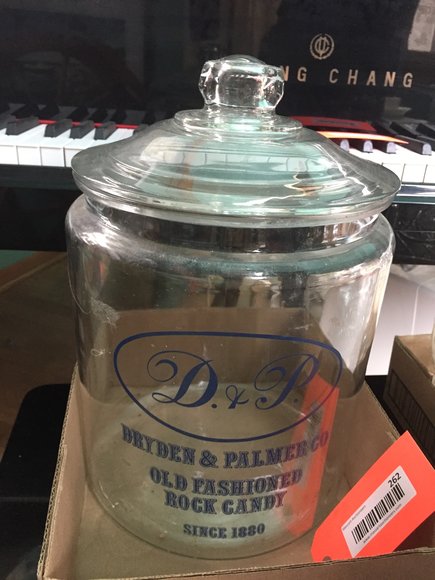 NG CHANG
D. & P.
DRYDEN & PALMER CO
OLD FASHIONED
ROCK CANDY
SINCE 1880
262